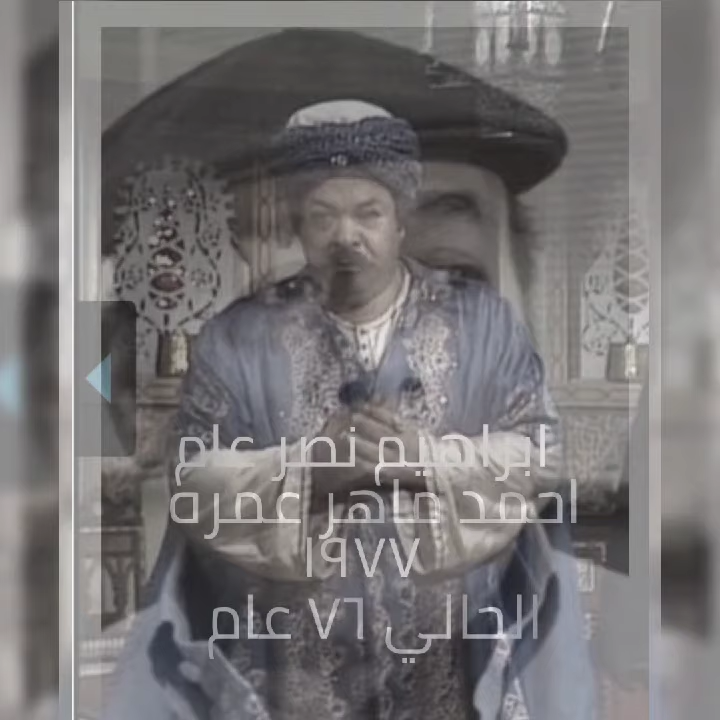 ابراهيم نصر عام
احمد ماهر عمره
١٩٧٧
الحالي ٧٦ عام